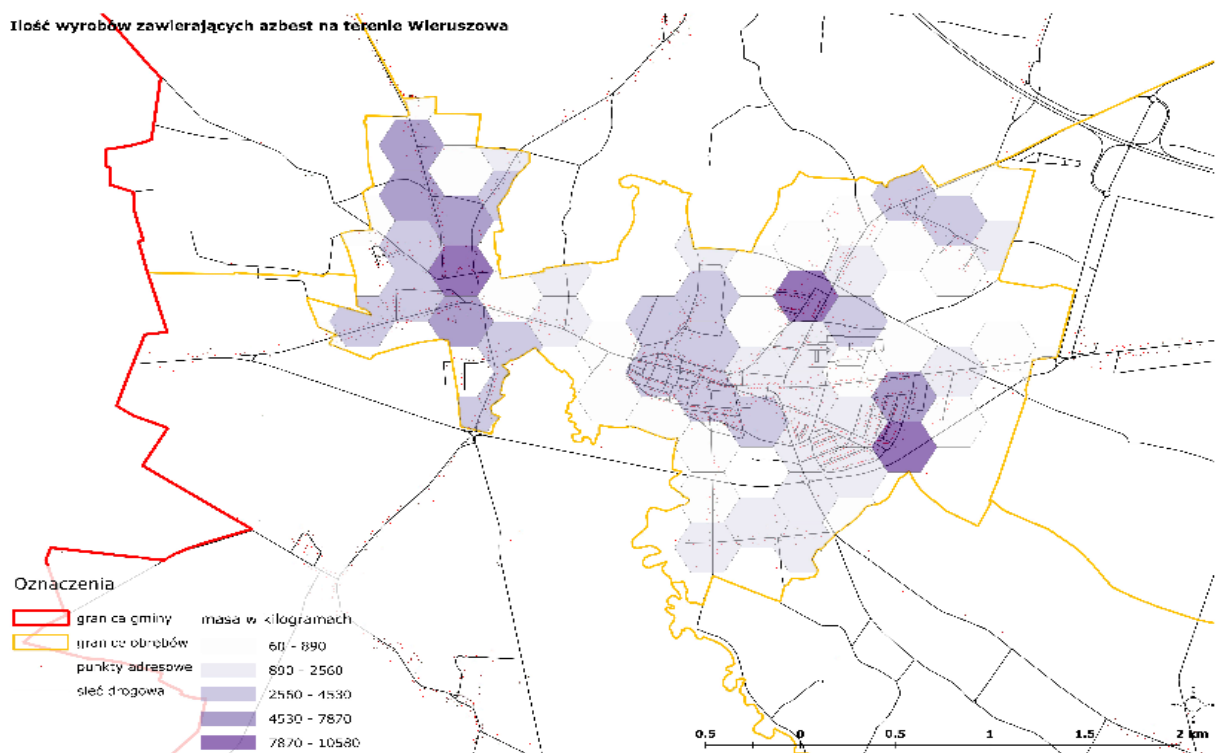 Ilość wyrobów zawierających azbest na terenie Wieruszowa
Oznaczenia
granica gminy
granice obrębów
punkty adresowe
sieć drogowa
masa w kilogramach
60 - 890
890 - 2560
2550 - 4530
4530 - 7870
7870 - 10580
0.5 0 0.5 1 1.5 2 km